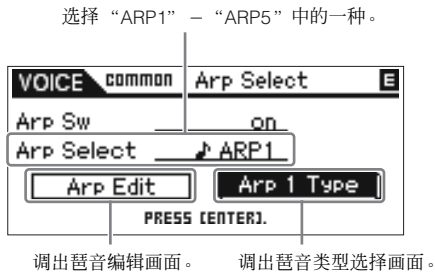 选择 “ARP1” – “ARP5” 中的一种。
VOICE common Arp Select E
Arp Sw on
Arp Select ♪ ARP1
Arp Edit Arp 1 Type
PRESS [ENTER].
调出琶音编辑画面。 调出琶音类型选择画面。